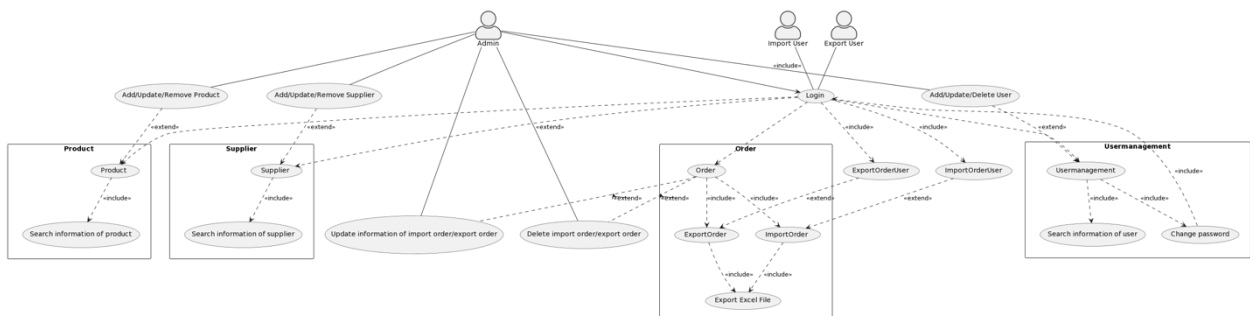 Admin
Import User
Export User
«include»
Add/Update/Remove Product
Add/Update/Remove Supplier
Login
Add/Update/Delete User
«extend»
«extend»
«extend»
«include»
«include»
«extend»
Product
Supplier
Order
Usermanagement
Product
Supplier
Order
ExportOrderUser
ImportOrderUser
Usermanagement
«include»
«include»
«include»
«extend»
«extend»
«include»
«include»
«extend»
«include»
«include»
Search information of product
Search information of supplier
Update information of import order/export order
Delete import order/export order
ExportOrder
ImportOrder
Search information of user
Change password
«include»
«include»
Export Excel File